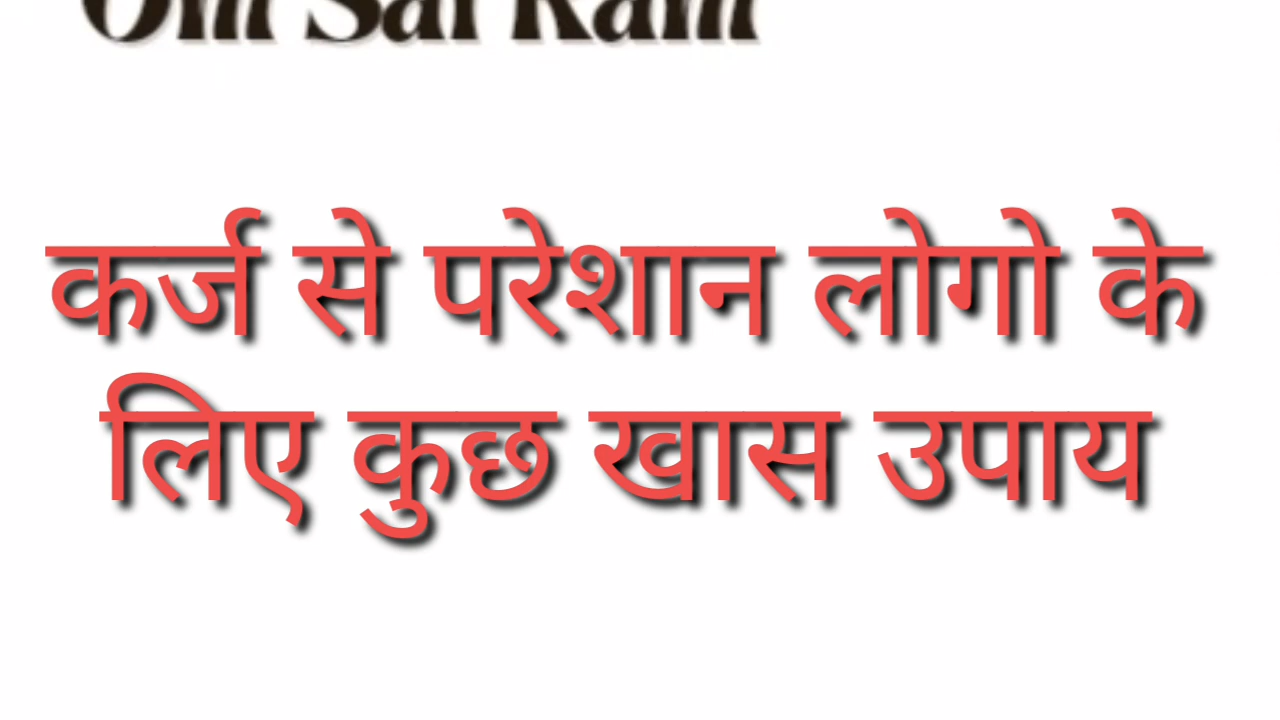 Om Sai Ram
कर्ज से परेशान लोगो के
लिए कुछ खास उपाय